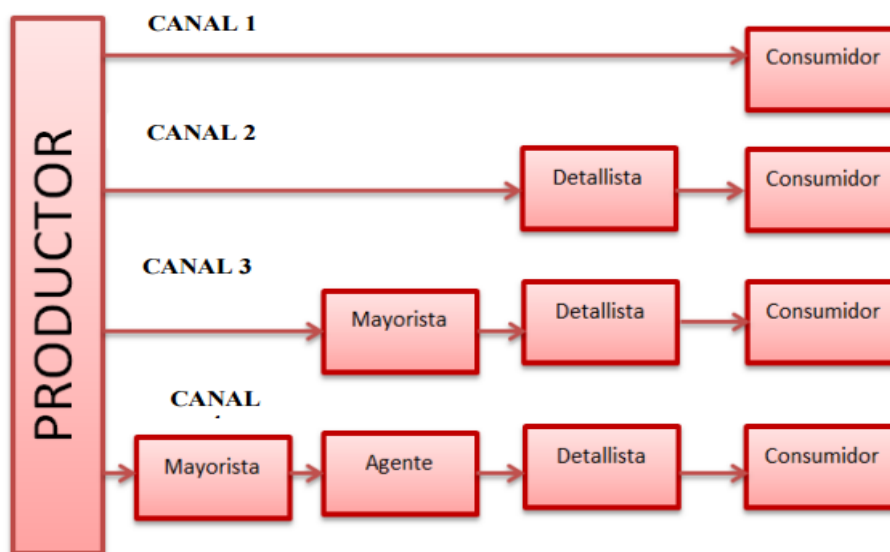 PRODUCTOR
CANAL 1
Consumidor
CANAL 2
Detallista
Consumidor
CANAL 3
Mayorista
Detallista
Consumidor
CANAL
Mayorista
Agente
Detallista
Consumidor